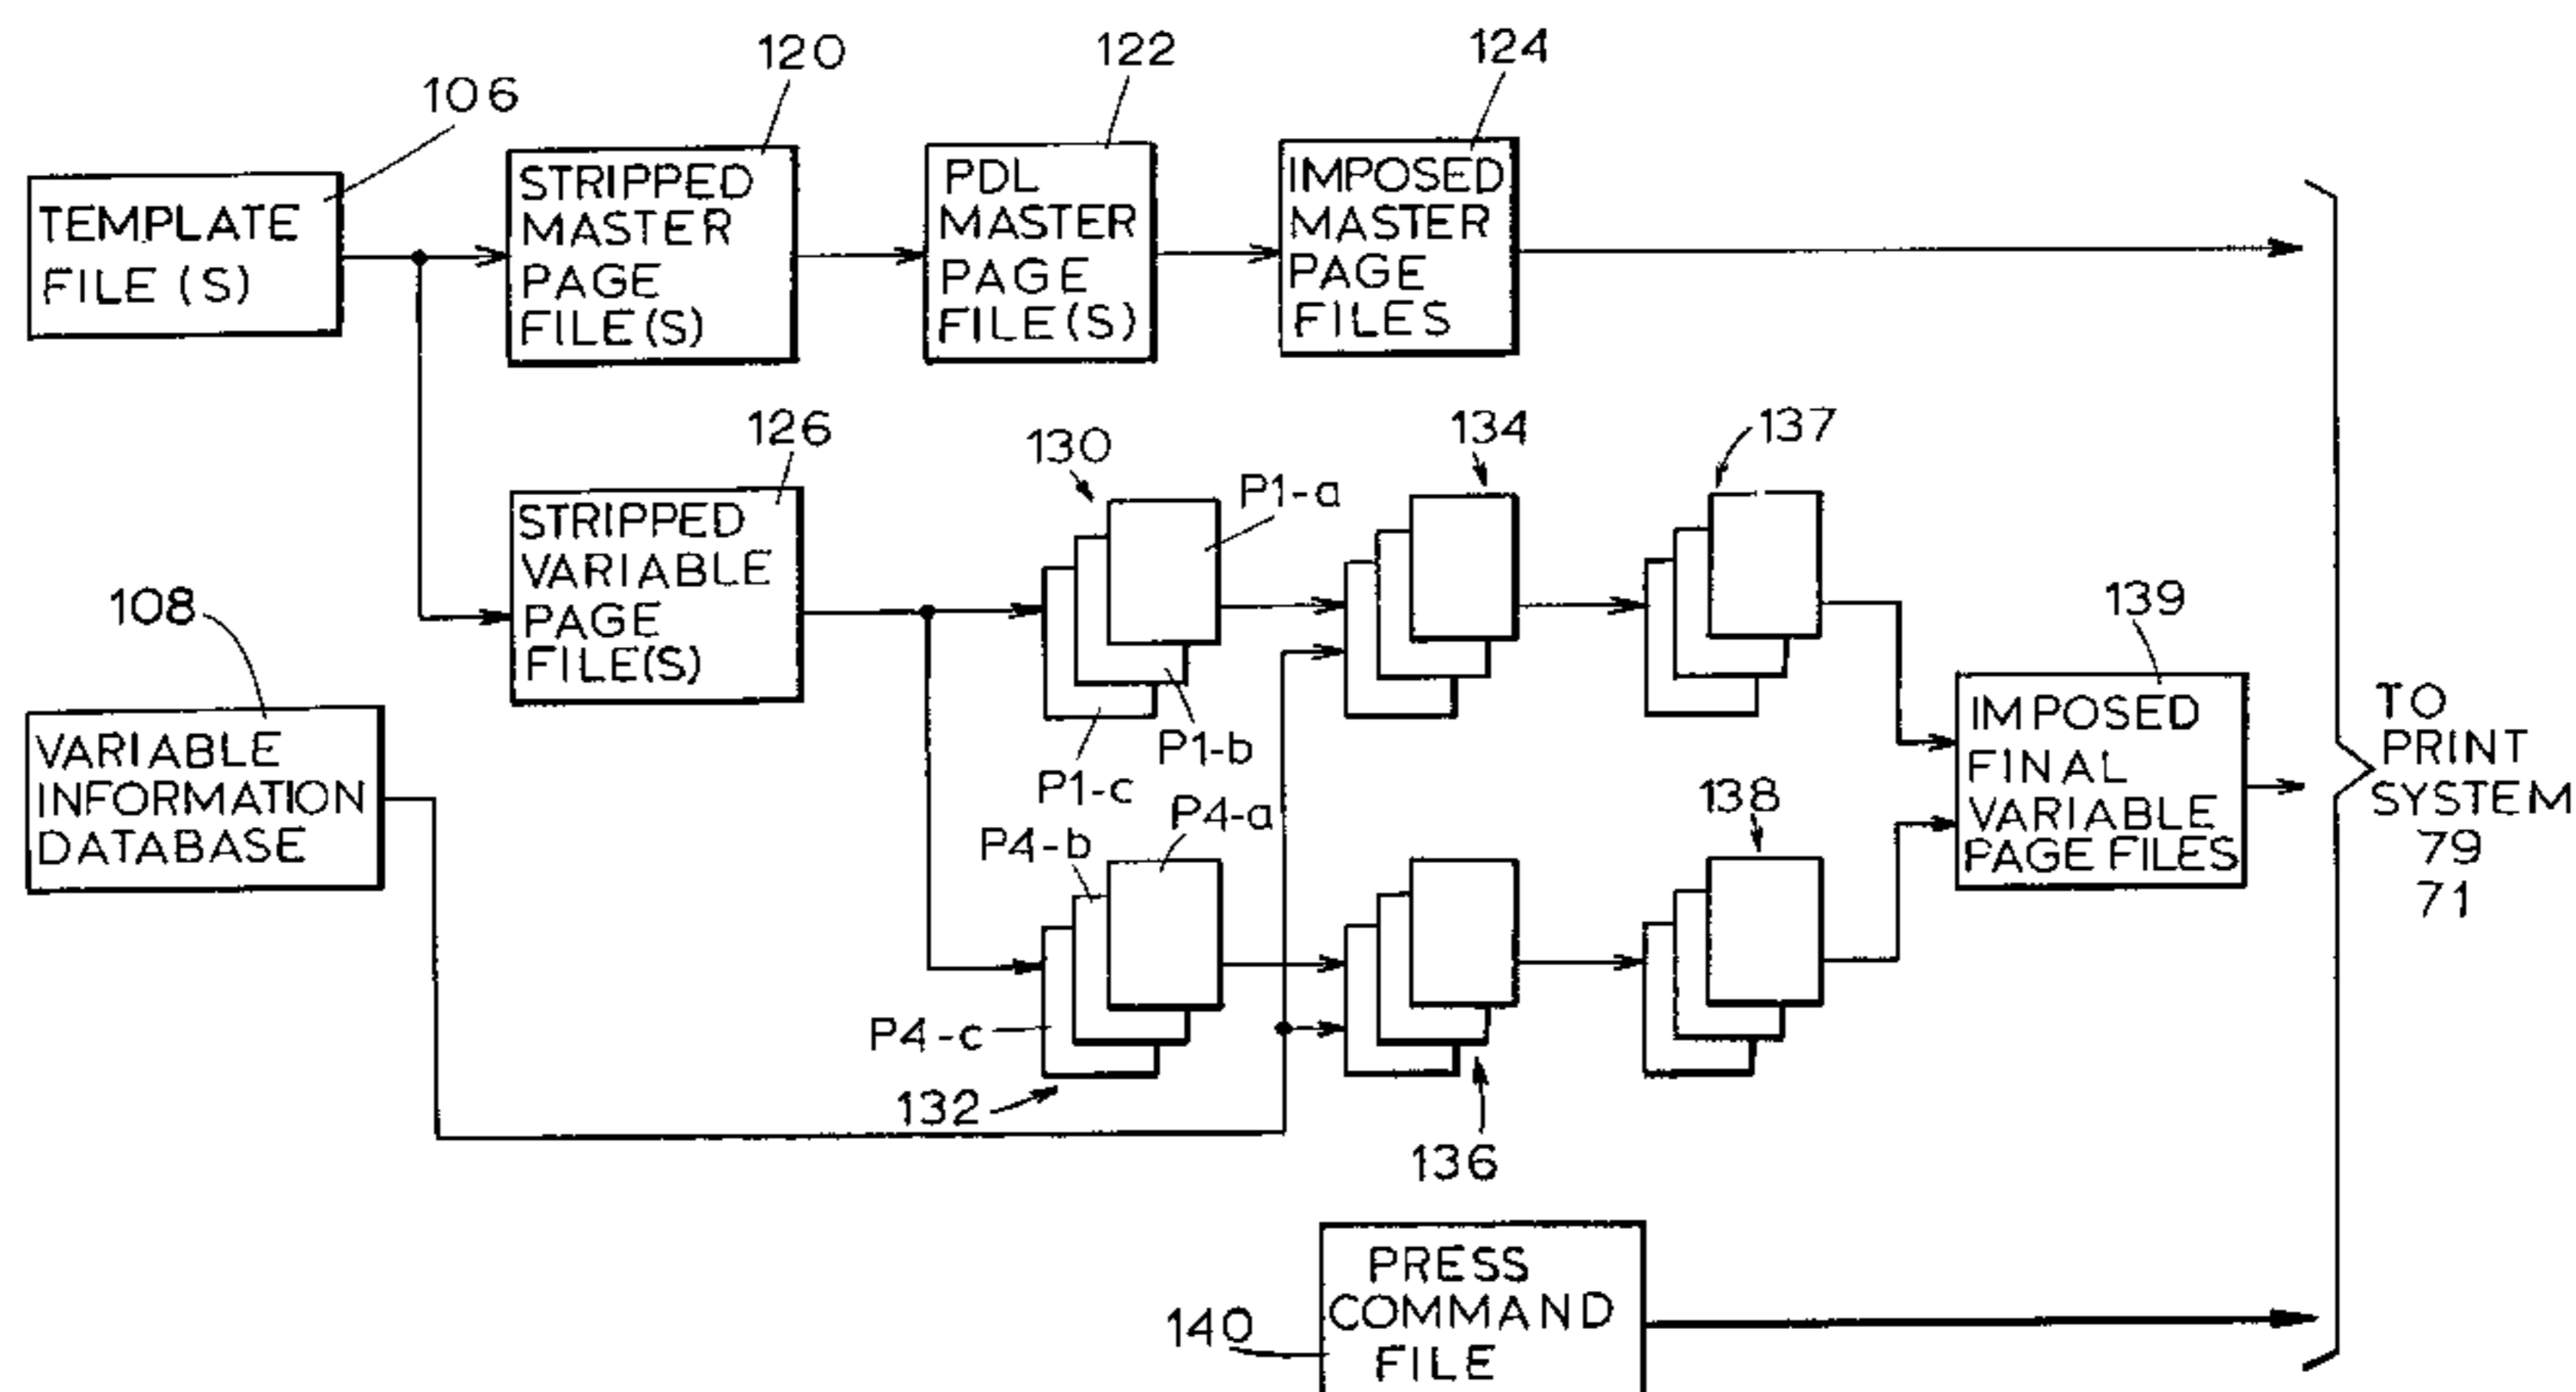 120
122
124
106
TEMPLATE
FILE(S)
STRIPPED
MASTER
PAGE
FILE(S)
PDL
MASTER
PAGE
FILE(S)
IMPOSED
MASTER
PAGE
FILES
126
STRIPPED
VARIABLE
PAGE
FILE(S)
130
P1-a
P1-b
P1-c
134
137
108
VARIABLE
INFORMATION
DATABASE
P4-a
P4-b
P4-c
132
136
138
139
IMPOSED
FINAL
VARIABLE
PAGE FILES
TO
PRINT
SYSTEM
79
71
140
PRESS
COMMAND
FILE